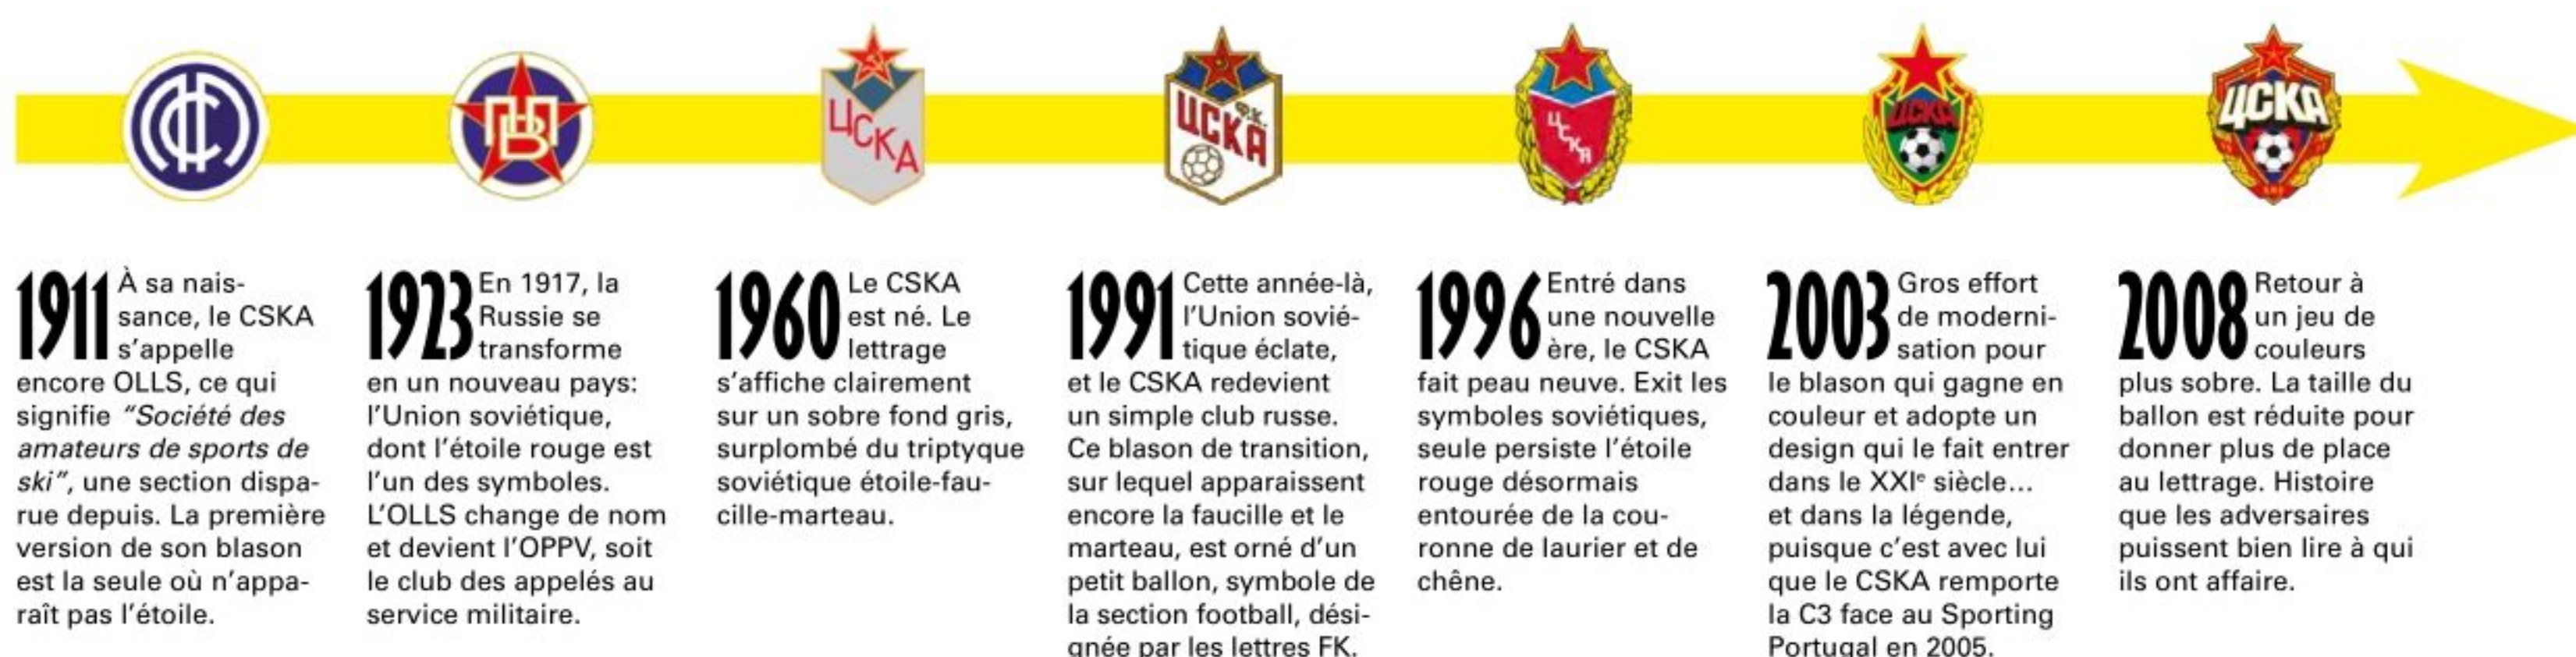 ЦСКА
Ф.К.
ЦСКА
ЦСКА
ЦСКА
ЦСКА
1911 À sa nais-
sance, le CSKA
s'appelle
encore OLLS, ce qui
signifie "Société des
amateurs de sports de
ski", une section dispa-
rue depuis. La première
version de son blason
est la seule où n'appa-
raît pas l'étoile.
1923 En 1917, la
Russie se
transforme
en un nouveau pays:
l'Union soviétique,
dont l'étoile rouge est
l'un des symboles.
L'OLLS change de nom
et devient l'OPPV, soit
le club des appelés au
service militaire.
1960 Le CSKA
est né. Le
lettrage
s'affiche clairement
sur un sobre fond gris,
surplombé du triptyque
soviétique étoile-fau-
cille-marteau.
1991 Cette année-là,
l'Union sovié-
tique éclate,
et le CSKA redevient
un simple club russe.
Ce blason de transition,
sur lequel apparaissent
encore la faucille et le
marteau, est orné d'un
petit ballon, symbole de
la section football, dési-
gnée par les lettres FK.
1996 Entré dans
une nouvelle
ère, le CSKA
fait peau neuve. Exit les
symboles soviétiques,
seule persiste l'étoile
rouge désormais
entourée de la cou-
ronne de laurier et de
chêne.
2003 Gros effort
de moderni-
sation pour
le blason qui gagne en
couleur et adopte un
design qui le fait entrer
dans le XXIe siècle...
et dans la légende,
puisque c'est avec lui
que le CSKA remporte
la C3 face au Sporting
Portugal en 2005.
2008 Retour à
un jeu de
couleurs
plus sobre. La taille du
ballon est réduite pour
donner plus de place
au lettrage. Histoire
que les adversaires
puissent bien lire à qui
ils ont affaire.